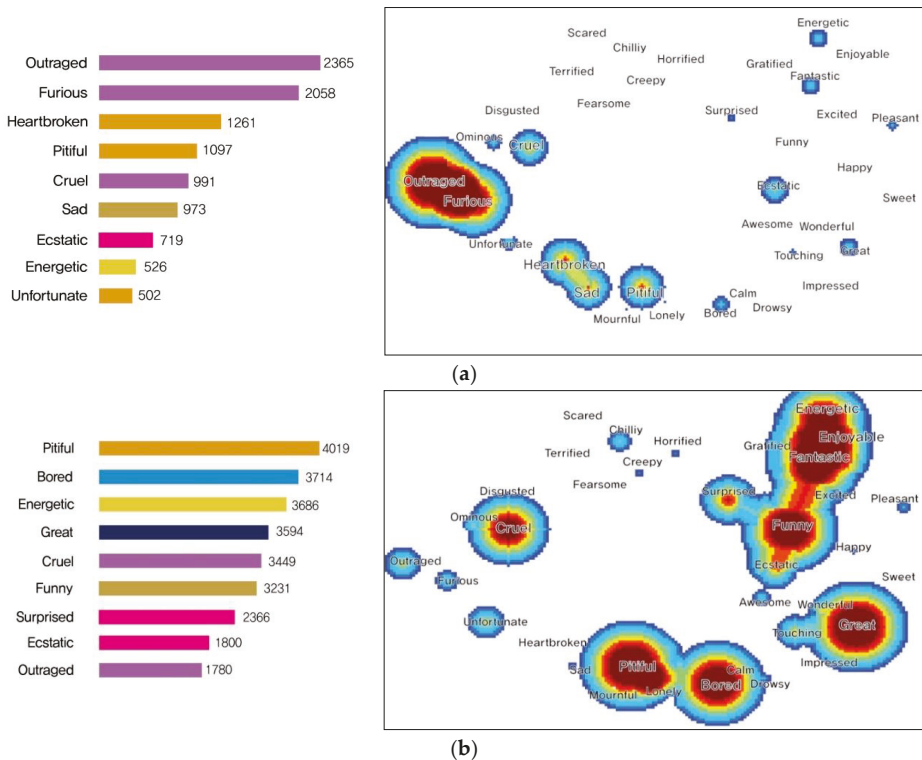 Outraged 2365
Furious 2058
Heartbroken 1261
Pitiful 1097
Cruel 991
Sad 973
Ecstatic 719
Energetic 526
Unfortunate 502
Energetic
Scared
Chilliy
Enjoyable
Horrified
Gratified
Terrified
Fantastic
Creepy
Fearsome
Disgusted
Surprised
Excited
Pleasant
Ominous
Cruel
Funny
Happy
Outraged
Ecstatic
Furious
Sweet
Awesome
Wonderful
Unfortunate
Great
Touching
Heartbroken
Impressed
Sad
Pitiful
Calm
Drowsy
Bored
Mournful
Lonely
(a)
Pitiful 4019
Bored 3714
Energetic 3686
Great 3594
Cruel 3449
Funny 3231
Surprised 2366
Ecstatic 1800
Outraged 1780
Energetic
Scared
Chilliy
Enjoyable
Horrified
Gratified
Terrified
Fantastic
Creepy
Fearsome
Disgusted
Surprised
Excited
Pleasant
Ominous
Cruel
Funny
Happy
Outraged
Ecstatic
Furious
Sweet
Awesome
Wonderful
Unfortunate
Great
Touching
Heartbroken
Impressed
Sad
Pitiful
Calm
Drowsy
Bored
Mournful
Lonely
(b)